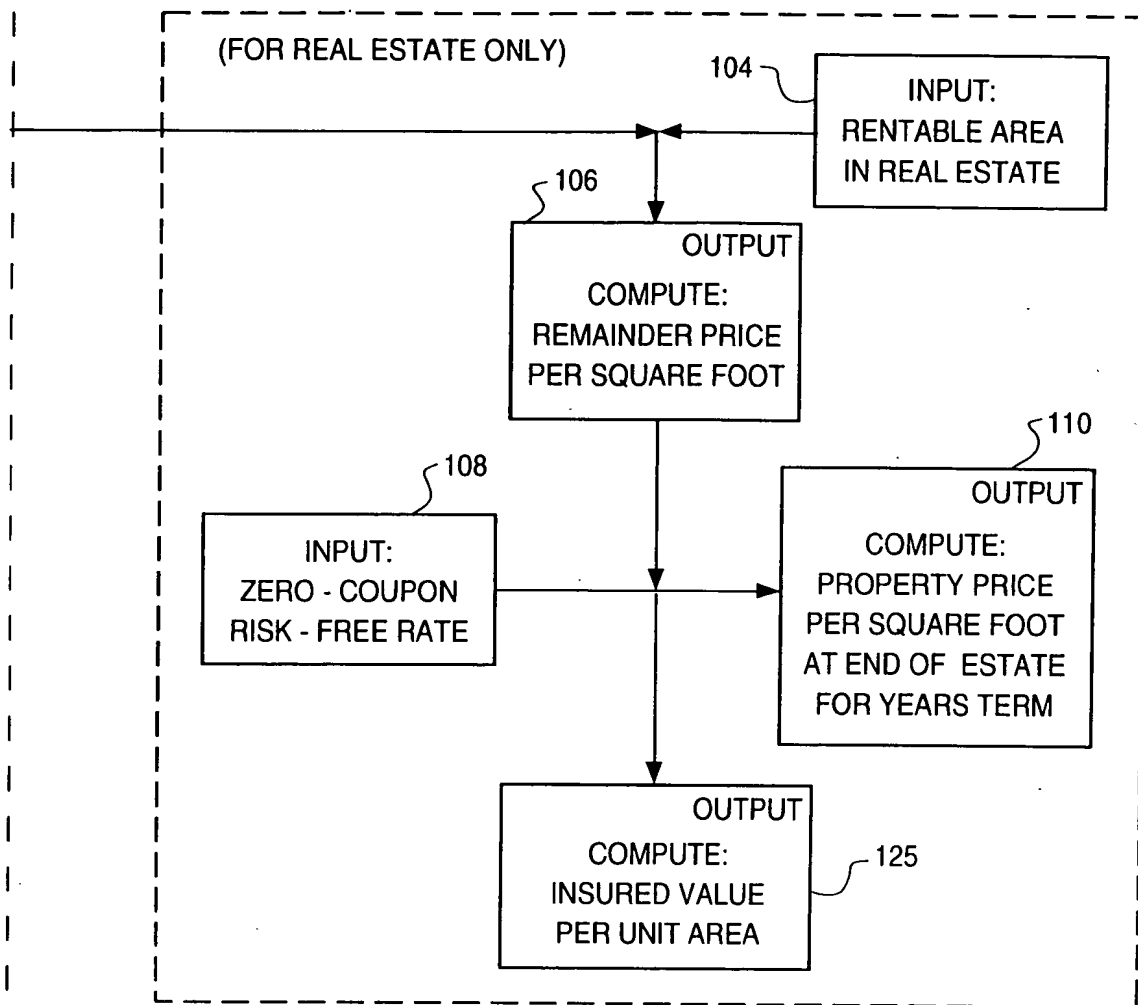 (FOR REAL ESTATE ONLY)
104
INPUT:
RENTABLE AREA
IN REAL ESTATE
106
OUTPUT
COMPUTE:
REMAINDER PRICE
PER SQUARE FOOT
108
INPUT:
ZERO - COUPON
RISK - FREE RATE
110
OUTPUT
COMPUTE:
PROPERTY PRICE
PER SQUARE FOOT
AT END OF ESTATE
FOR YEARS TERM
OUTPUT
COMPUTE:
INSURED VALUE
PER UNIT AREA
125